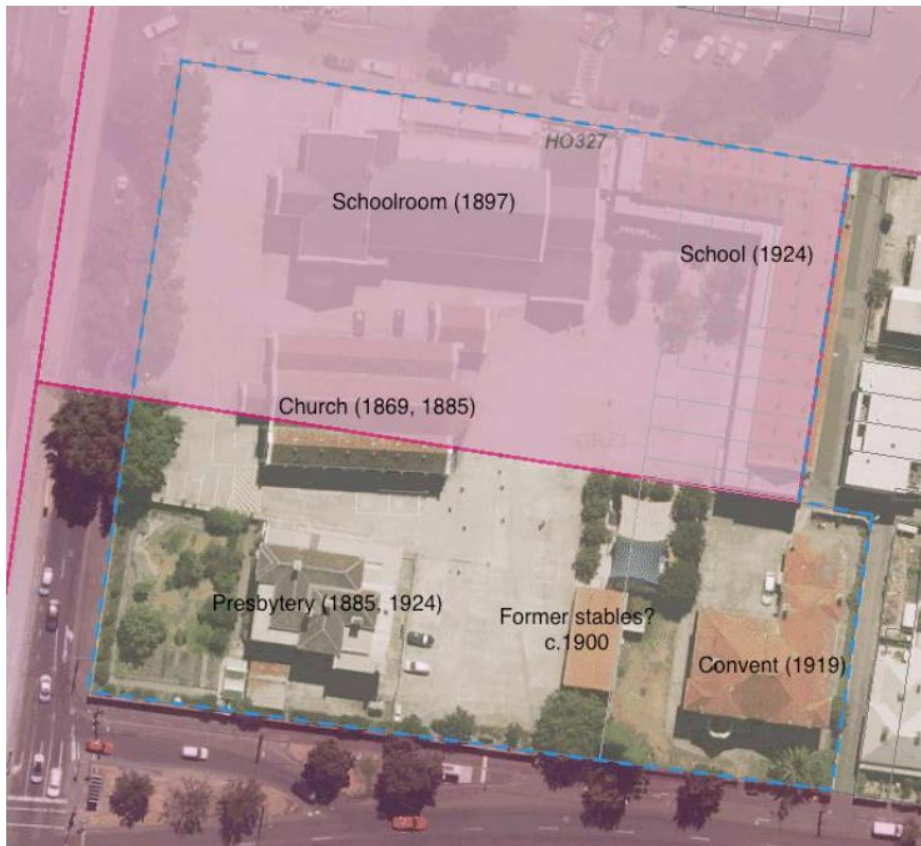 HO327
Schoolroom (1897)
School (1924)
Church (1869, 1885)
Presbytery (1885, 1924)
Former stables?
c.1900
Convent (1919)